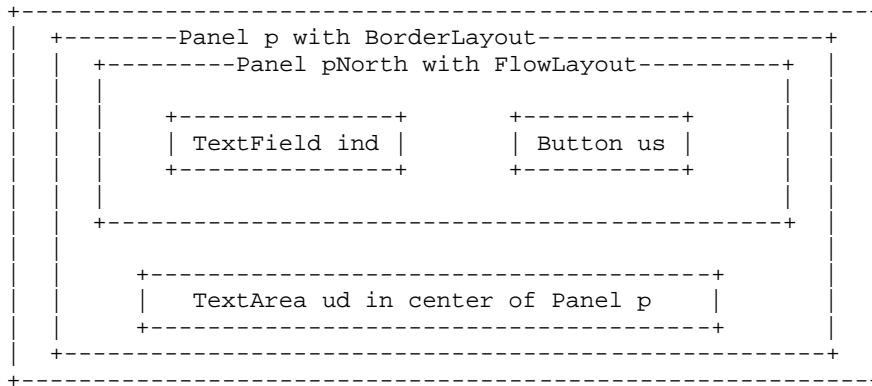 Panel p with BorderLayout
Panel pNorth with FlowLayout
TextField ind
Button us
TextArea ud in center of Panel p